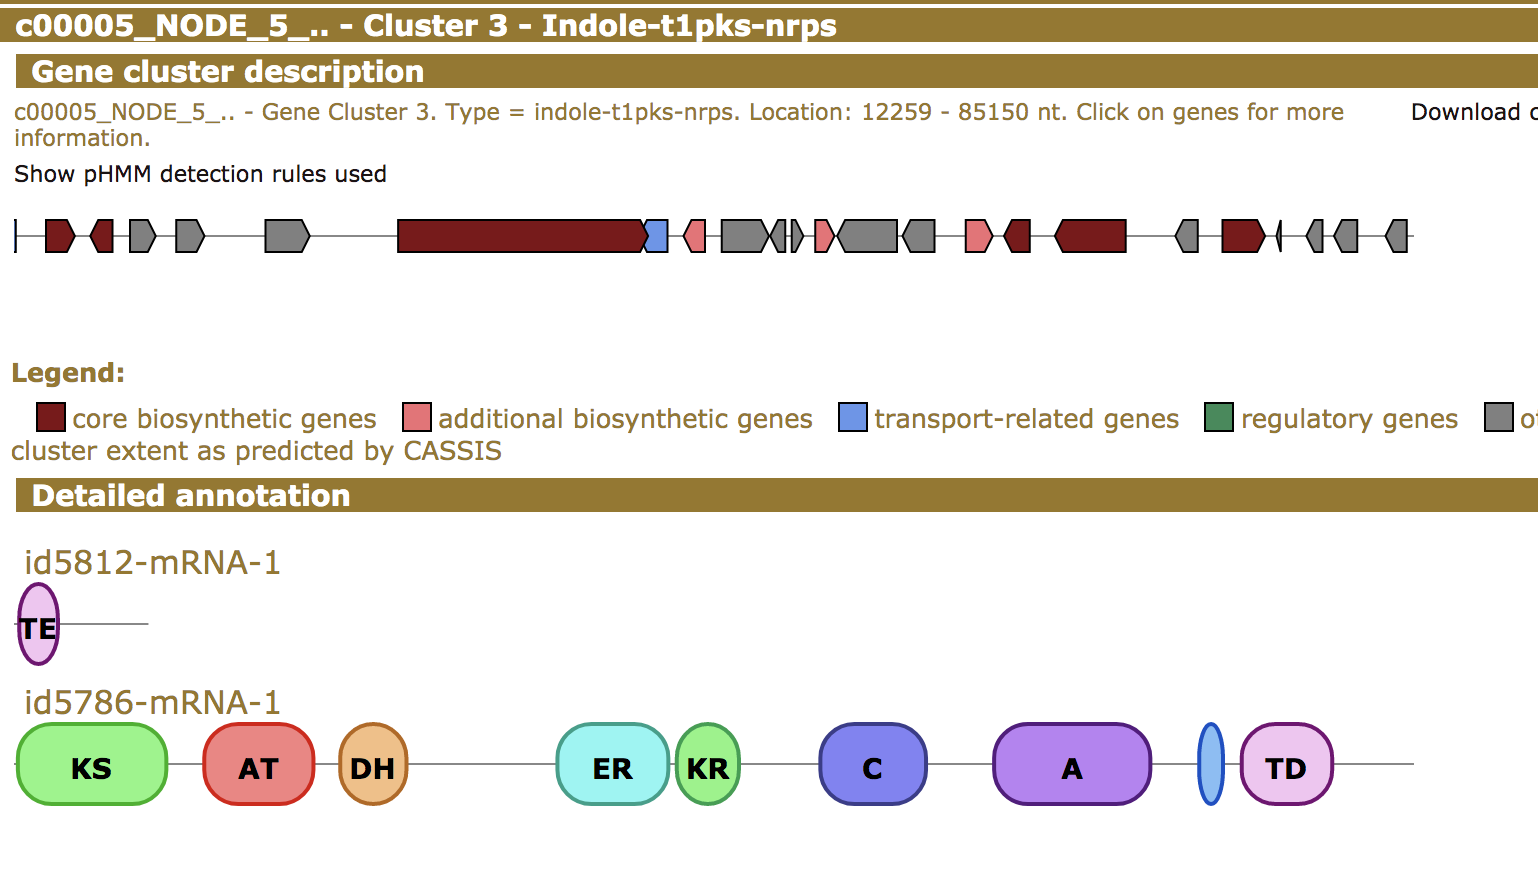 c00005_NODE_5_.. - Cluster 3 - Indole-t1pks-nrps
Gene cluster description
c00005_NODE_5_.. - Gene Cluster 3. Type = indole-t1pks-nrps. Location: 12259 - 85150 nt. Click on genes for more
information.
Download
Show pHMM detection rules used
Legend:
core biosynthetic genes additional biosynthetic genes transport-related genes regulatory genes
cluster extent as predicted by CASSIS
Detailed annotation
id5812-mRNA-1
TE
id5786-mRNA-1
KS AT DH ER KR C A TD